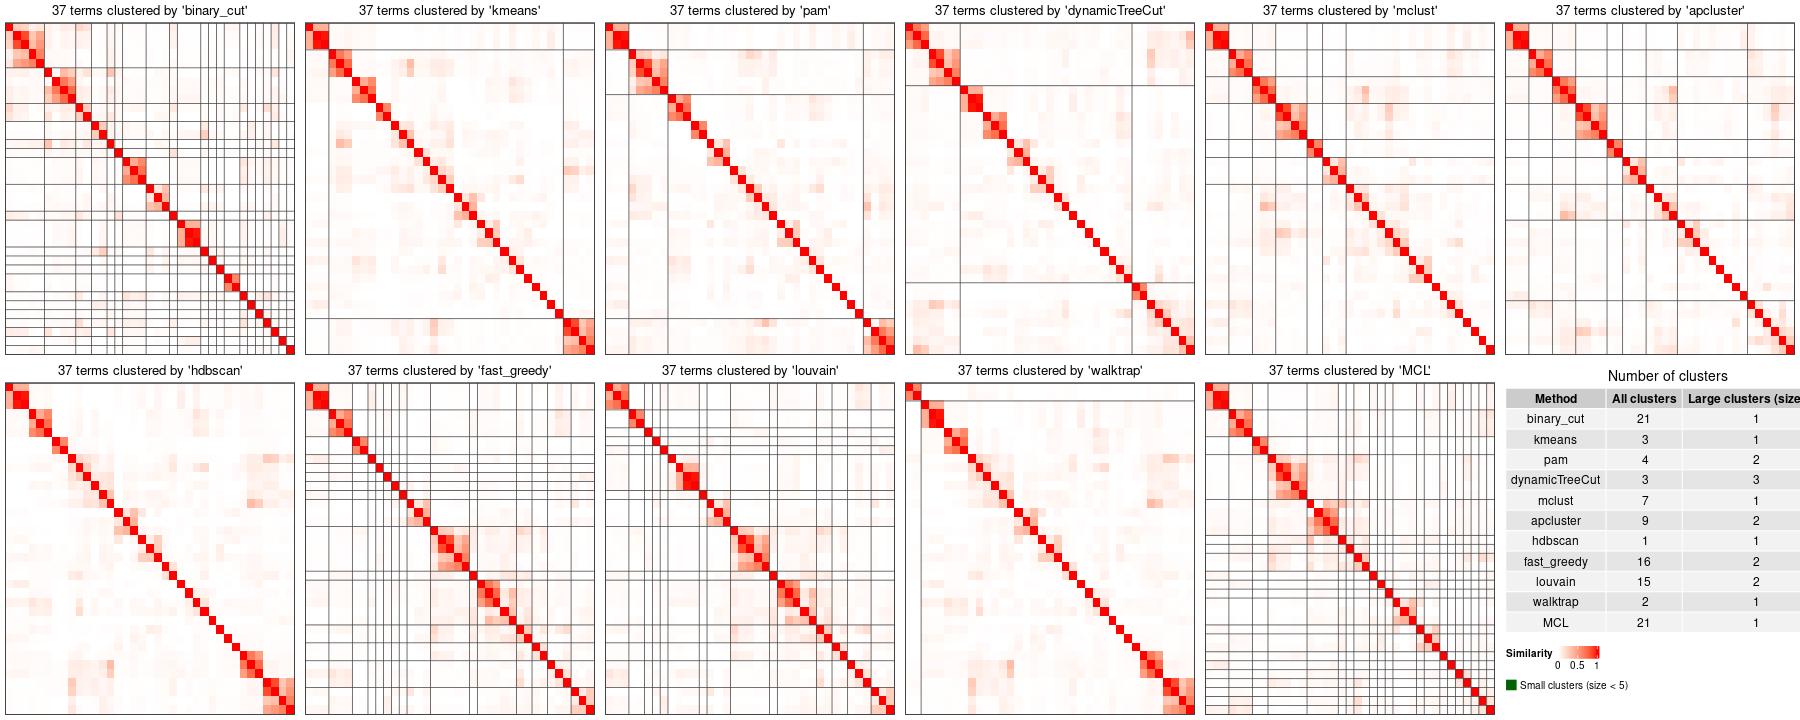 37 terms clustered by 'binary_cut'
37 terms clustered by 'kmeans'
37 terms clustered by 'pam'
37 terms clustered by 'dynamicTreeCut'
37 terms clustered by 'mclust'
37 terms clustered by 'apcluster'
37 terms clustered by 'hdbscan'
37 terms clustered by 'fast_greedy'
37 terms clustered by 'louvain'
37 terms clustered by 'walktrap'
37 terms clustered by 'MCL'
Number of clusters
Method All clusters Large clusters (size
binary_cut 21 1
kmeans 3 1
pam 4 2
dynamicTreeCut 3 3
mclust 7 1
apcluster 9 2
hdbscan 1 1
fast_greedy 16 2
louvain 15 2
walktrap 2 1
MCL 21 1
Similarity
0 0.5 1
Small clusters (size < 5)